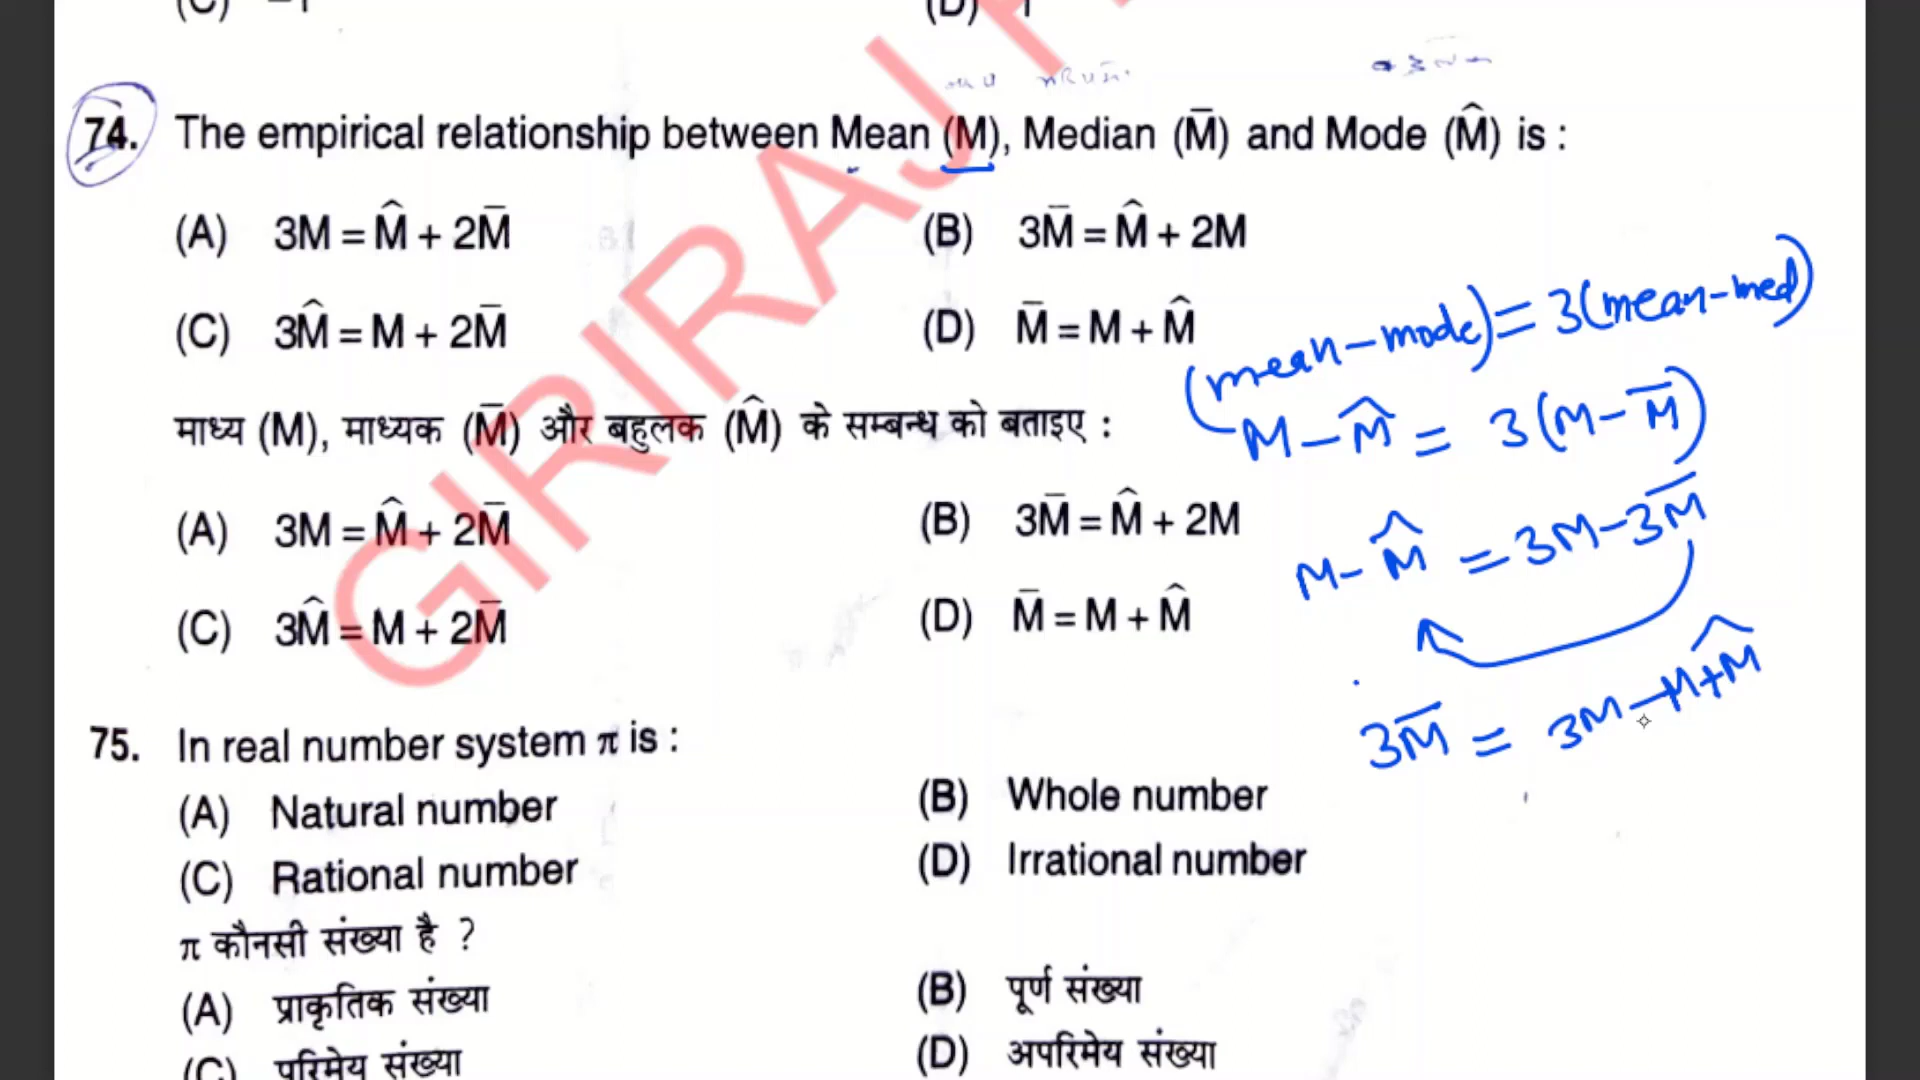 (C) −1 (D) 1
74. The empirical relationship between Mean (M), Median (M̄) and Mode (M̂) is :
(A) 3M = M̂ + 2M̄ (B) 3M̄ = M̂ + 2M
(C) 3M̂ = M + 2M̄ (D) M̄ = M + M̂
(mean-mode) = 3(mean-med)
M - M̂ = 3(M - M̄)
माध्य (M), माध्यक (M̄) और बहुलक (M̂) के सम्बन्ध को बताइए :
(A) 3M = M̂ + 2M̄ (B) 3M̄ = M̂ + 2M
M - M̂ = 3M - 3M̄
(C) 3M̂ = M + 2M̄ (D) M̄ = M + M̂
3M̄ = 3M - M + M̂
75. In real number system π is :
(A) Natural number (B) Whole number
(C) Rational number (D) Irrational number
π कौनसी संख्या है ?
(A) प्राकृतिक संख्या (B) पूर्ण संख्या
(C) परिमेय संख्या (D) अपरिमेय संख्या
GIRIRAJ